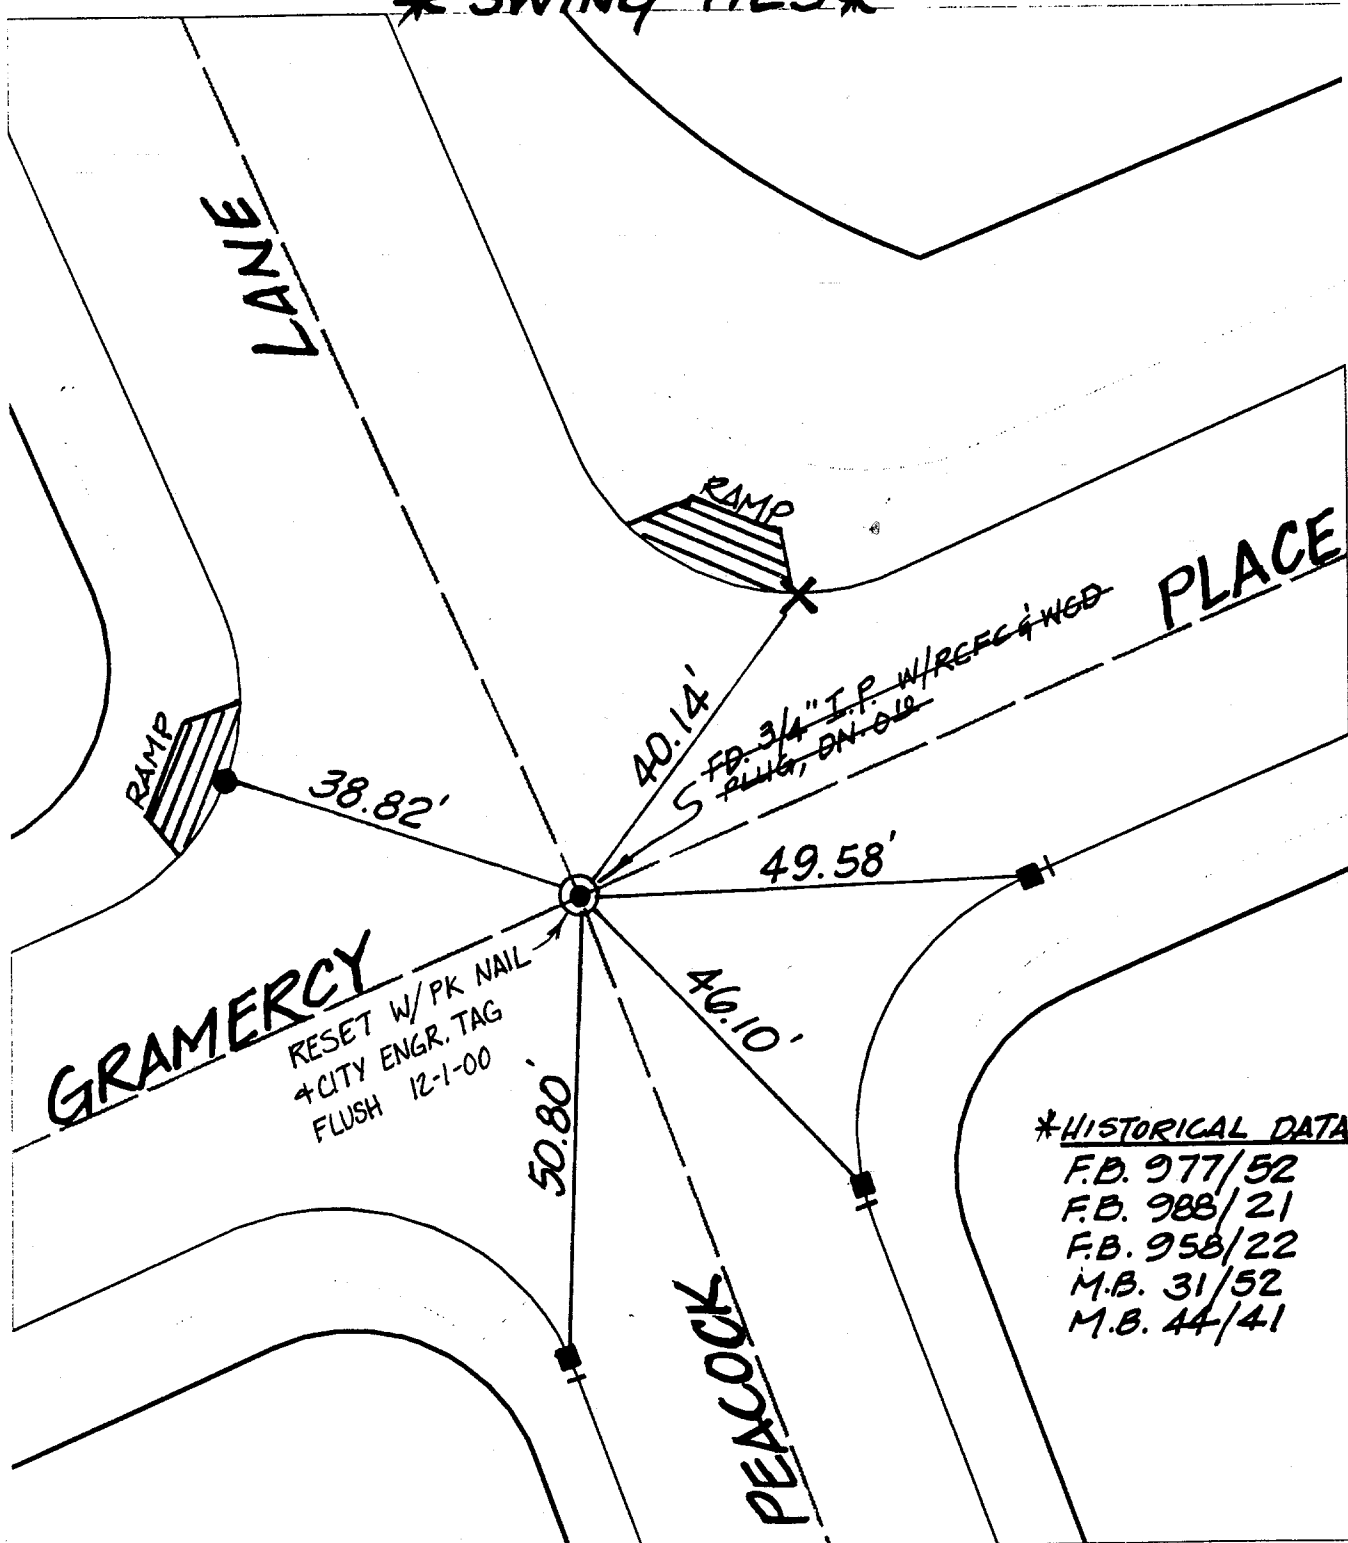 * SWING TIES *
LANE
RAMP
PLACE
FD. 3/4" I.P. W/RCFC & WCD
PLUG, DN. 0.10
40.14'
RAMP
38.82'
49.58'
GRAMERCY
RESET W/ PK NAIL
& CITY ENGR. TAG
FLUSH 12-1-00
46.10'
50.80'
PEACOCK
*HISTORICAL DATA
F.B. 977/52
F.B. 988/21
F.B. 958/22
M.B. 31/52
M.B. 44/41